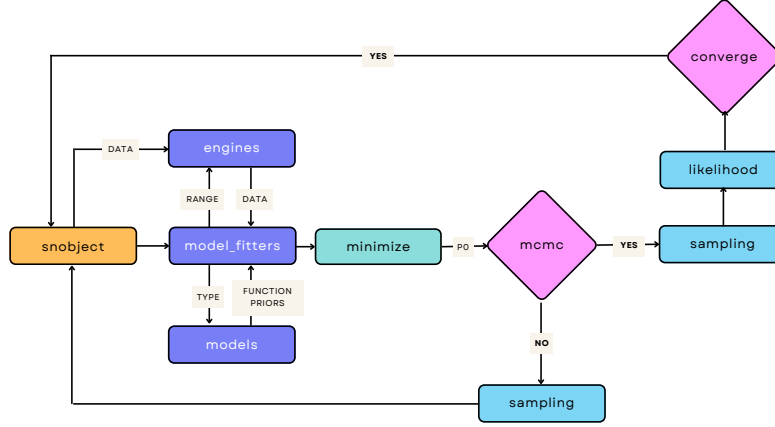 converge
YES
DATA
engines
likelihood
RANGE
DATA
snobject
model_fitters
minimize
P0
mcmc
YES
sampling
TYPE
FUNCTION
PRIORS
models
NO
sampling